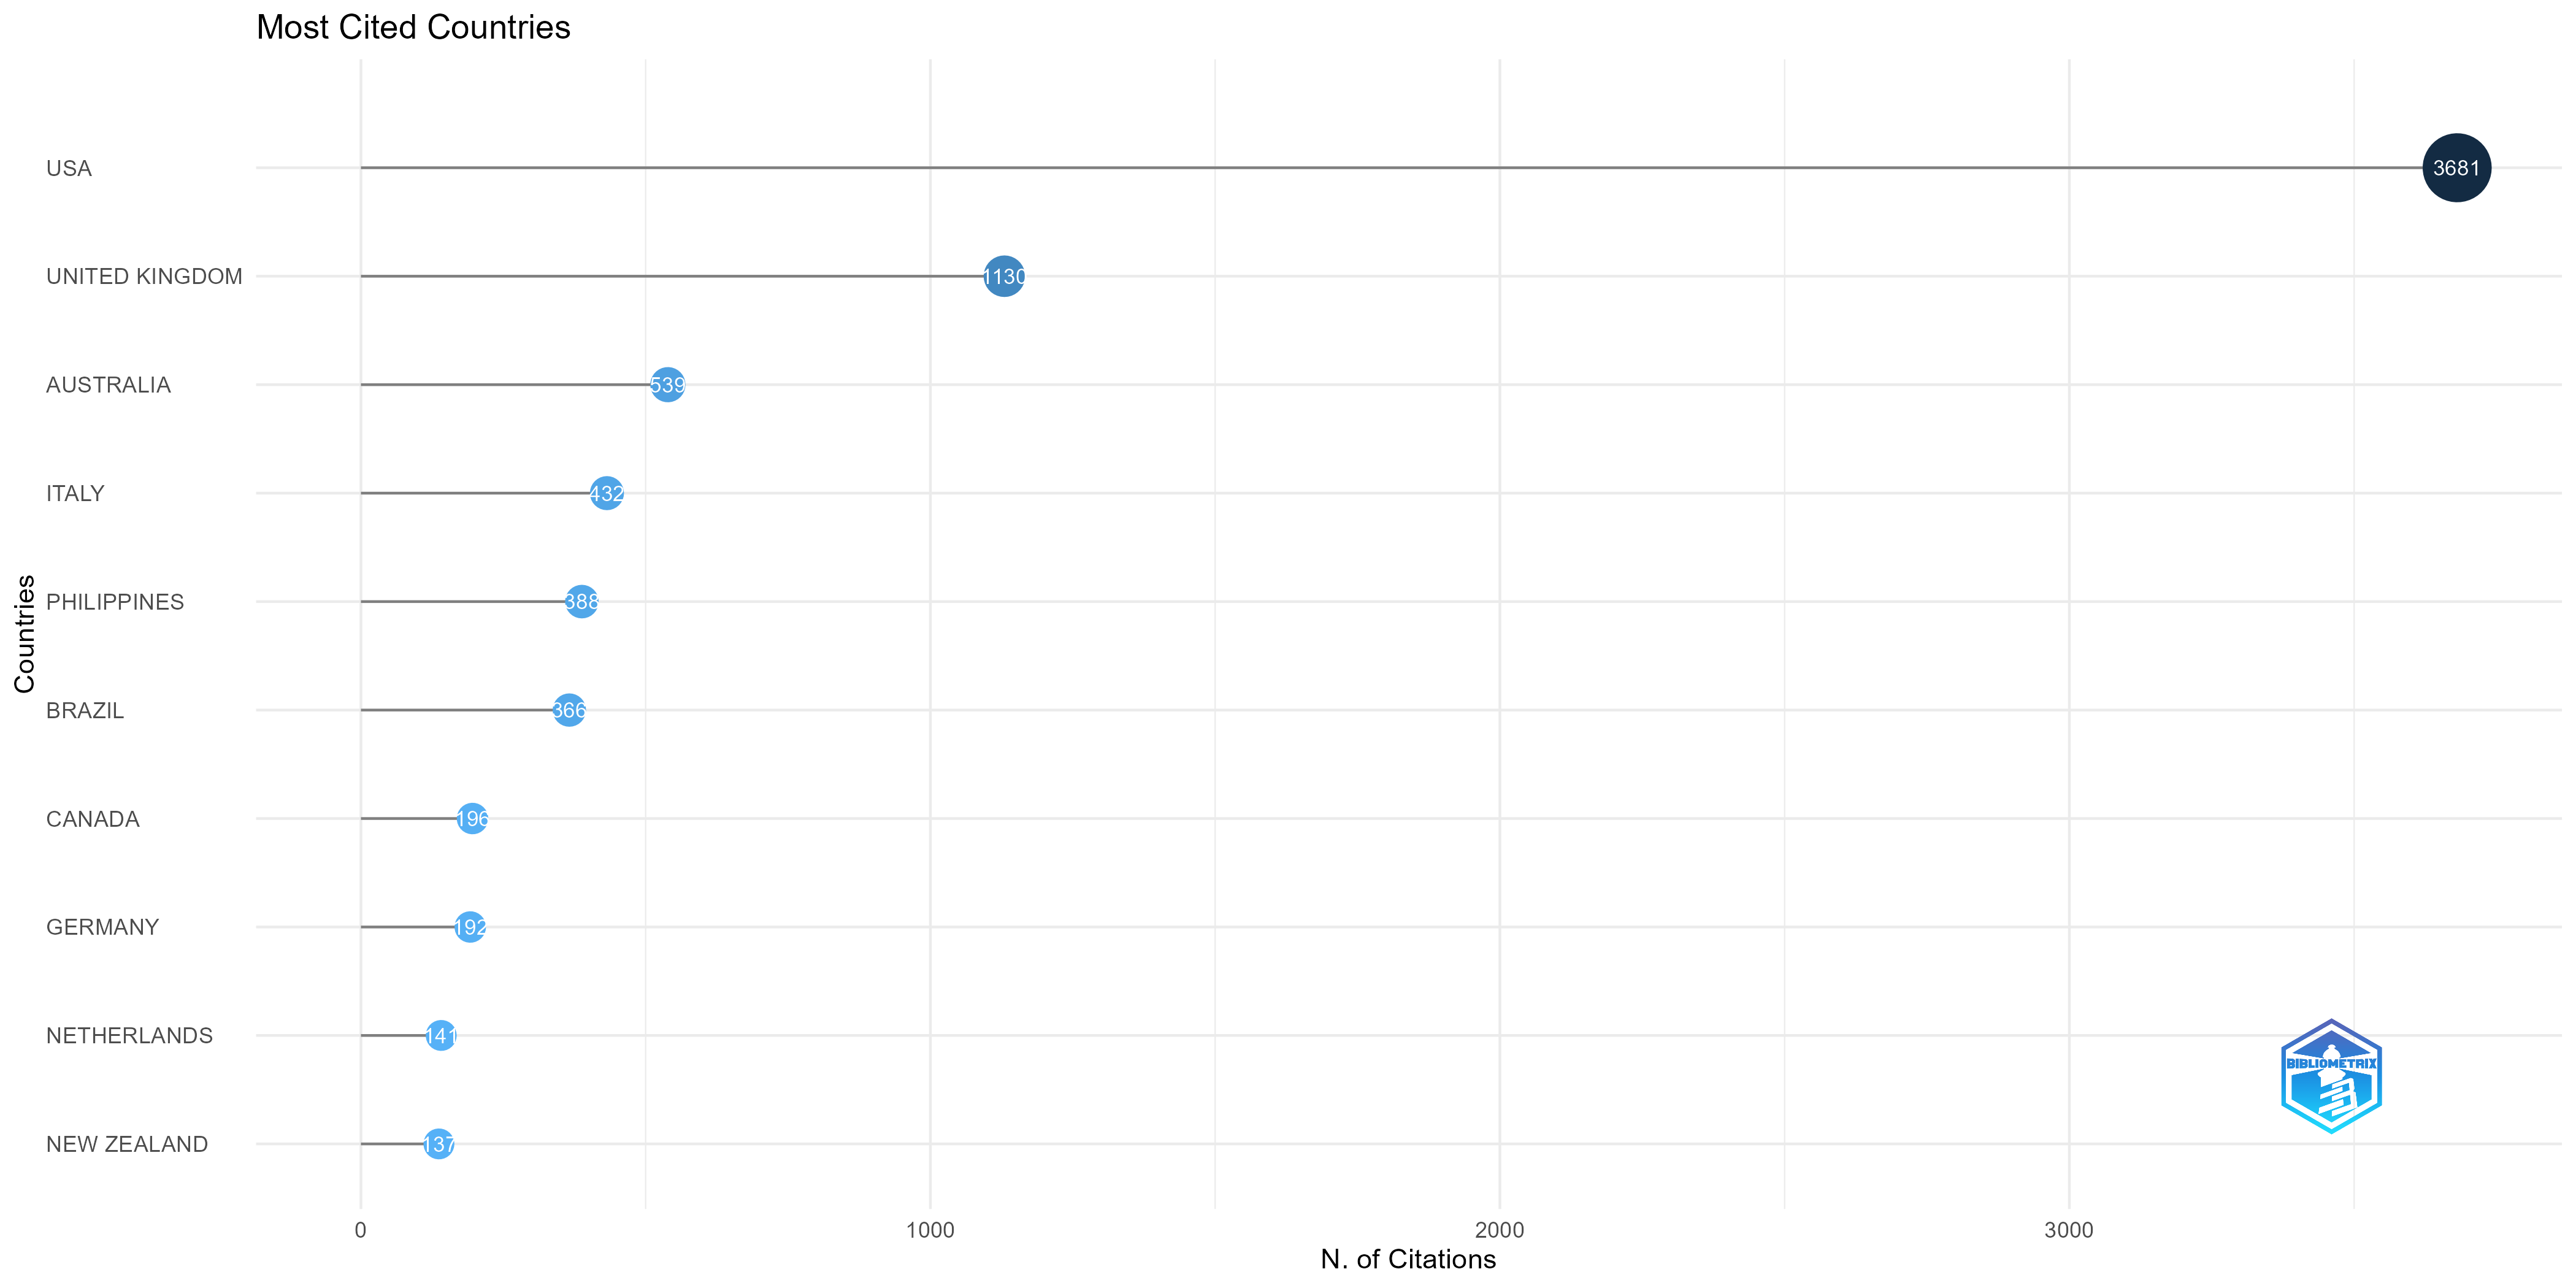 Most Cited Countries
USA
3681
UNITED KINGDOM
1130
AUSTRALIA
539
ITALY
432
PHILIPPINES
388
BRAZIL
366
CANADA
196
GERMANY
192
NETHERLANDS
141
NEW ZEALAND
137
Countries
BIBLIOMETRIX
0 1000 2000 3000
N. of Citations